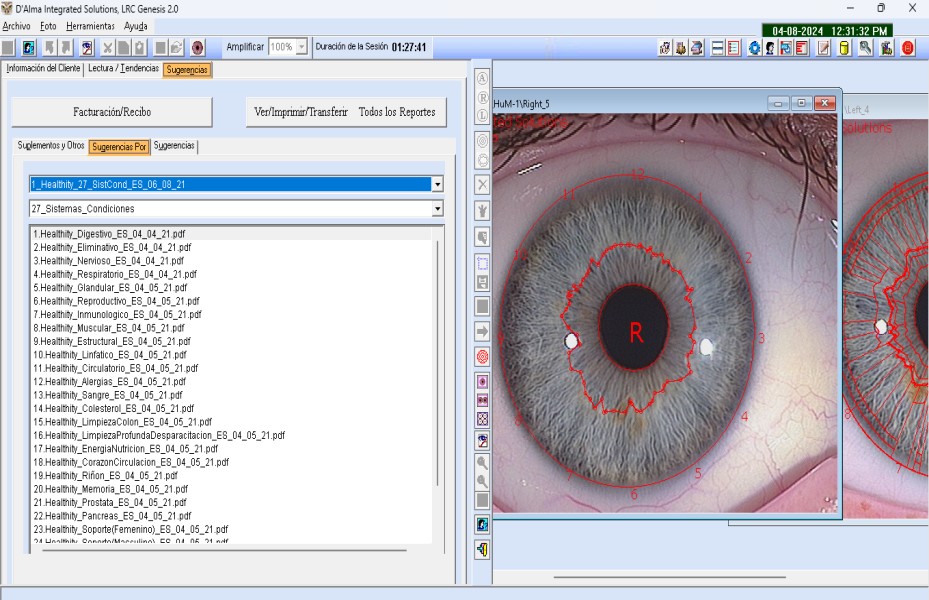 D'Alma Integrated Solutions, LRC Genesis 2.0
Archivo Foto Herramientas Ayuda
Amplificar 100% Duración de la Sesión 01:27:41
04-08-2024 12:31:32 PM
Información del Cliente Lectura / Tendencias Sugerencias
Facturación/Recibo
Ver/Imprimir/Transferir Todos los Reportes
Suplementos y Otros Sugerencias Por Sugerencias
1_Healthity_27_SistCond_ES_06_08_21
27_Sistemas_Condiciones
1.Healthity_Digestivo_ES_04_04_21.pdf
2.Healthity_Eliminativo_ES_04_04_21.pdf
3.Healthity_Nervioso_ES_04_04_21.pdf
4.Healthity_Respiratorio_ES_04_04_21.pdf
5.Healthity_Glandular_ES_04_05_21.pdf
6.Healthity_Reproductivo_ES_04_05_21.pdf
7.Healthity_Inmunologico_ES_04_05_21.pdf
8.Healthity_Muscular_ES_04_05_21.pdf
9.Healthity_Estructural_ES_04_05_21.pdf
10.Healthity_Linfatico_ES_04_05_21.pdf
11.Healthity_Circulatorio_ES_04_05_21.pdf
12.Healthity_Alergias_ES_04_05_21.pdf
13.Healthity_Sangre_ES_04_05_21.pdf
14.Healthity_Colesterol_ES_04_05_21.pdf
15.Healthity_LimpiezaColon_ES_04_05_21.pdf
16.Healthity_LimpiezaProfundaDesparacitacion_ES_04_05_21.pdf
17.Healthity_EnergiaNutricion_ES_04_05_21.pdf
18.Healthity_CorazonCirculacion_ES_04_05_21.pdf
19.Healthity_Riñon_ES_04_05_21.pdf
20.Healthity_Memoria_ES_04_05_21.pdf
21.Healthity_Prostata_ES_04_05_21.pdf
22.Healthity_Pancreas_ES_04_05_21.pdf
23.Healthity_Soporte(Femenino)_ES_04_05_21.pdf
24.Healthity_Soporte(Masculino)_ES_04_05_21.pdf
A
R
L
HuM-1\Right_5
12
11
1
10
2
9
3
8
4
7
5
6
R
\Left_4
olutions
8